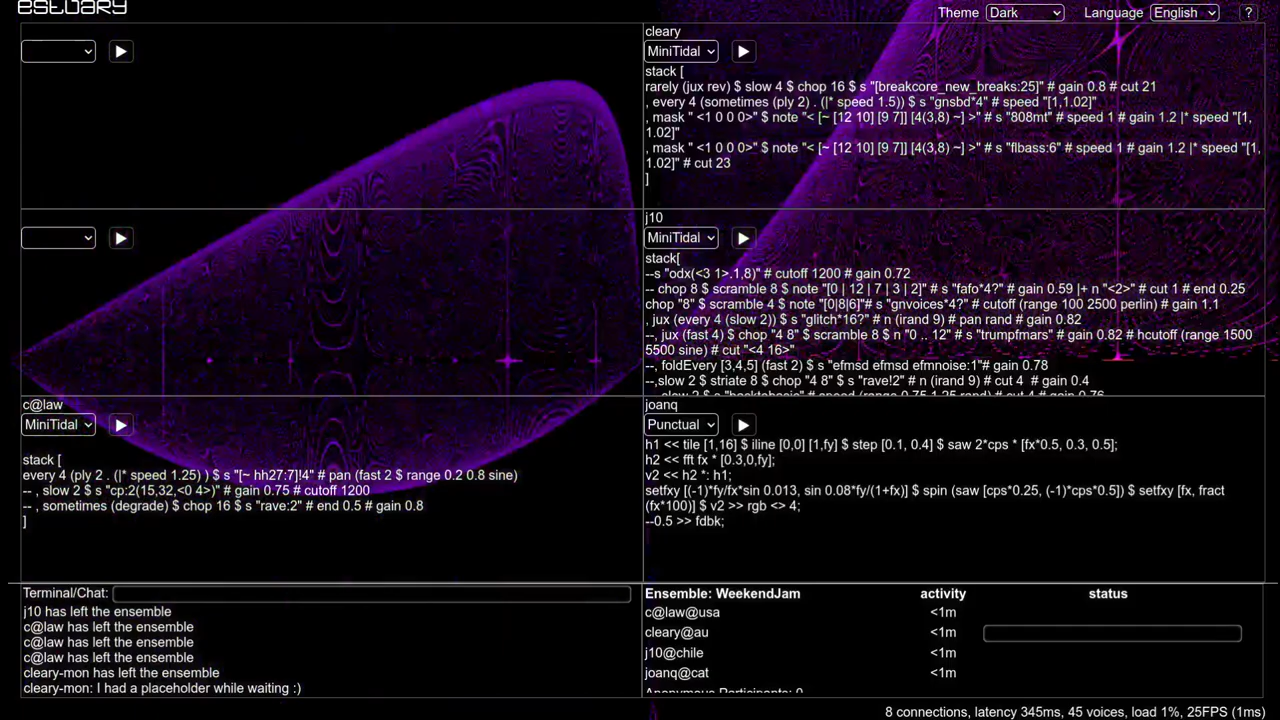 estuary
Theme Dark Language English ?
cleary
MiniTidal
stack [
rarely (jux rev) $ slow 4 $ chop 16 $ s "[breakcore_new_breaks:25]" # gain 0.8 # cut 21
, every 4 (sometimes (ply 2) . (|* speed 1.5)) $ s "gnsbd*4" # speed "[1,1.02]"
, mask " <1 0 0 0>" $ note "< [~ [12 10] [9 7]] [4(3,8) ~] >" # s "808mt" # speed 1 # gain 1.2 |* speed "[1,
1.02]"
, mask " <1 0 0 0>" $ note "< [~ [12 10] [9 7]] [4(3,8) ~] >" # s "flbass:6" # speed 1 # gain 1.2 |* speed "[1,
1.02]" # cut 23
]
j10
MiniTidal
stack[
--s "odx(<3 1>.1,8)" # cutoff 1200 # gain 0.72
-- chop 8 $ scramble 8 $ note "[0 | 12 | 7 | 3 | 2]" # s "fafo*4?" # gain 0.59 |+ n "<2>" # cut 1 # end 0.25
chop "8" $ scramble 4 $ note "[0|8|6]"# s "gnvoices*4?" # cutoff (range 100 2500 perlin) # gain 1.1
, jux (every 4 (slow 2)) $ s "glitch*16?" # n (irand 9) # pan rand # gain 0.82
--, jux (fast 4) $ chop "4 8" $ scramble 8 $ n "0 .. 12" # s "trumpfmars" # gain 0.82 # hcutoff (range 1500
5500 sine) # cut "<4 16>"
--, foldEvery [3,4,5] (fast 2) $ s "efmsd efmsd efmnoise:1"# gain 0.78
--,slow 2 $ striate 8 $ chop "4 8" $ s "rave!2" # n (irand 9) # cut 4 # gain 0.4
--,slow 2 $ s "backtobasic" # speed (range 0.75 1.25 rand) # cut 4 # gain 0.76
c@law
MiniTidal
stack [
every 4 (ply 2 . (|* speed 1.25) ) $ s "[~ hh27:7]!4" # pan (fast 2 $ range 0.2 0.8 sine)
-- , slow 2 $ s "cp:2(15,32,<0 4>)" # gain 0.75 # cutoff 1200
-- , sometimes (degrade) $ chop 16 $ s "rave:2" # end 0.5 # gain 0.8
]
joanq
Punctual
h1 << tile [1,16] $ iline [0,0] [1,fy] $ step [0.1, 0.4] $ saw 2*cps * [fx*0.5, 0.3, 0.5];
h2 << fft fx * [0.3,0,fy];
v2 << h2 *: h1;
setfxy [(-1)*fy/fx*sin 0.013, sin 0.08*fy/(1+fx)] $ spin (saw [cps*0.25, (-1)*cps*0.5]) $ setfxy [fx, fract
(fx*100)] $ v2 >> rgb <> 4;
--0.5 >> fdbk;
Terminal/Chat:
j10 has left the ensemble
c@law has left the ensemble
c@law has left the ensemble
c@law has left the ensemble
cleary-mon has left the ensemble
cleary-mon: I had a placeholder while waiting :)
Ensemble: WeekendJam activity status
c@law@usa <1m
cleary@au <1m
j10@chile <1m
joanq@cat <1m
Anonymous Participants: 0
8 connections, latency 345ms, 45 voices, load 1%, 25FPS (1ms)